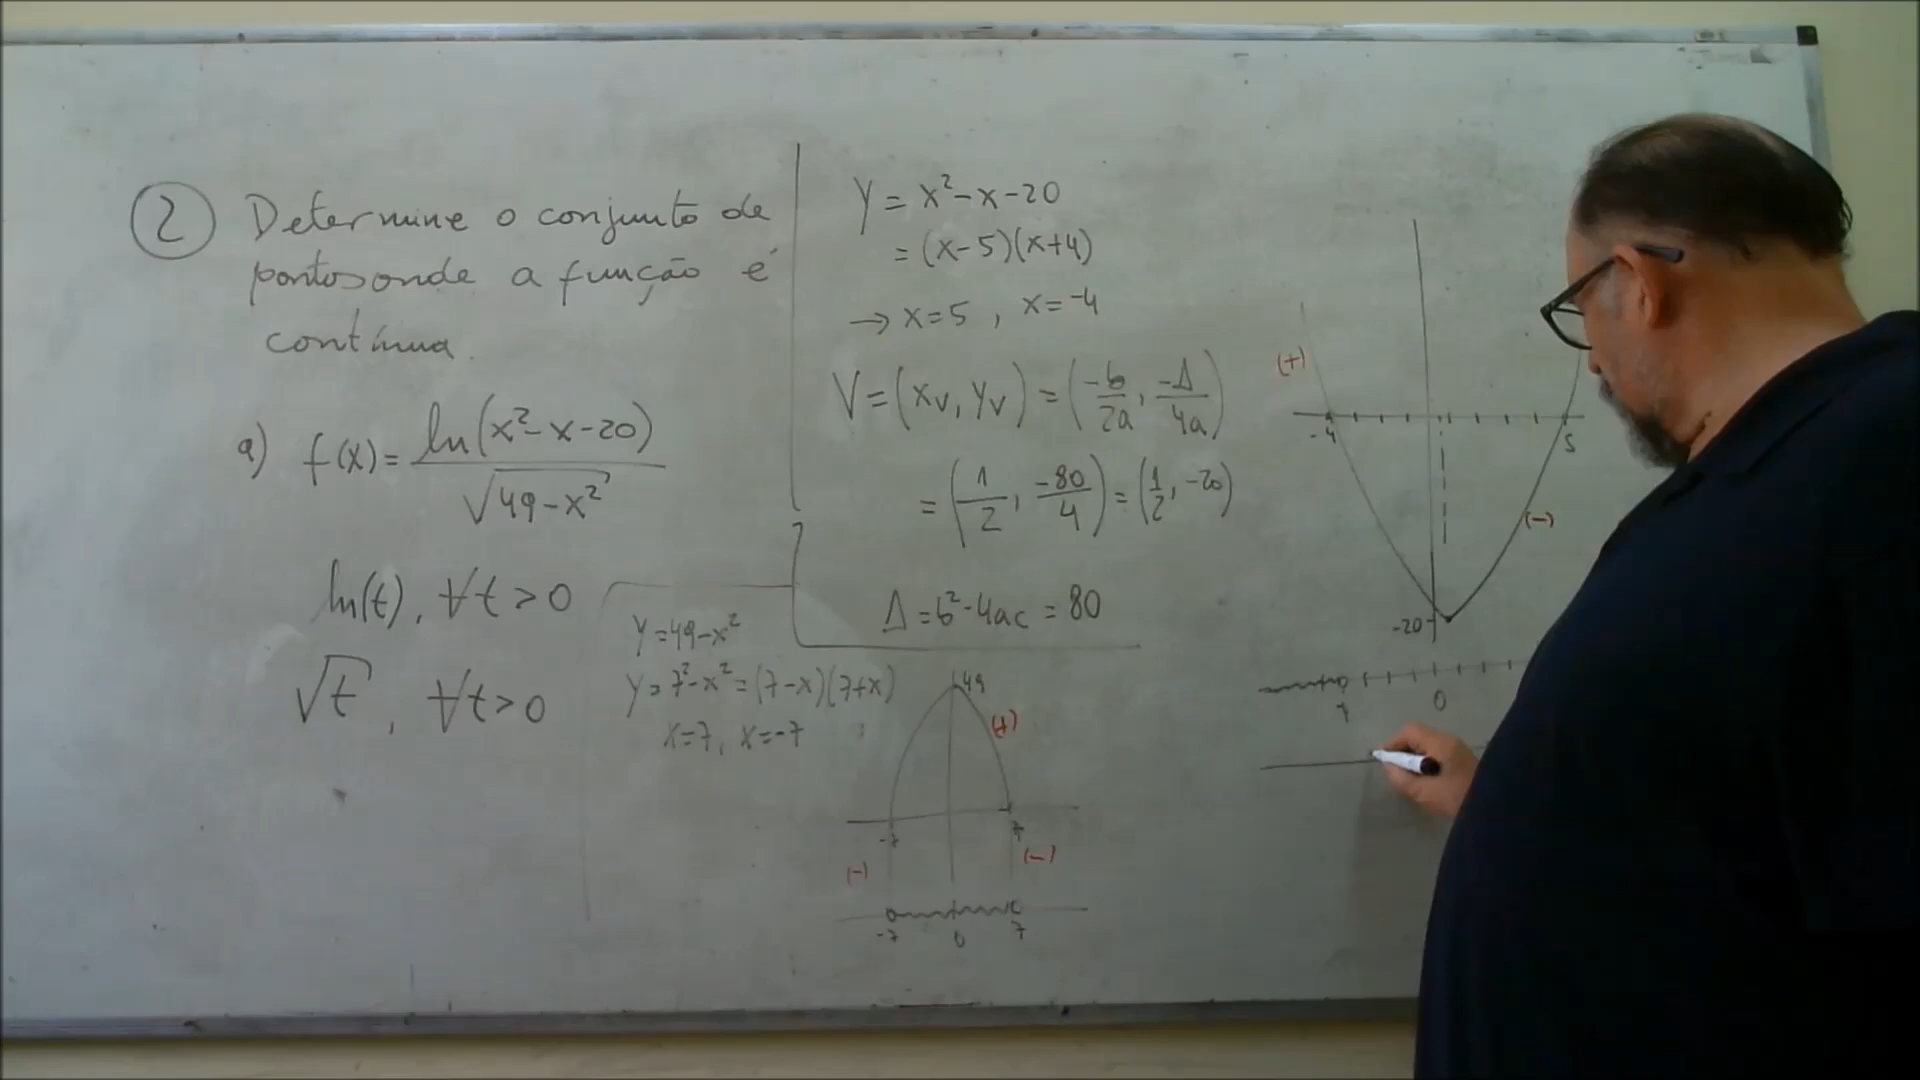 ② Determine o conjunto de
pontos onde a função é
contínua.
a) f(x) = ln(x²-x-20) / √(49-x²)
ln(t), ∀t>0
√t, ∀t>0
y = x²-x-20
= (x-5)(x+4)
→ x=5, x=-4
V = (xv, yv) = (-b/2a, -Δ/4a)
= (1/2, -80/4) = (1/2, -20)
Δ = b²-4ac = 80
y = 49-x²
y = 7²-x² = (7-x)(7+x)
x=7, x=-7
49
(+)
-7 7
(-) (-)
-7 0 7
(+)
-4 5
(-)
-20
0